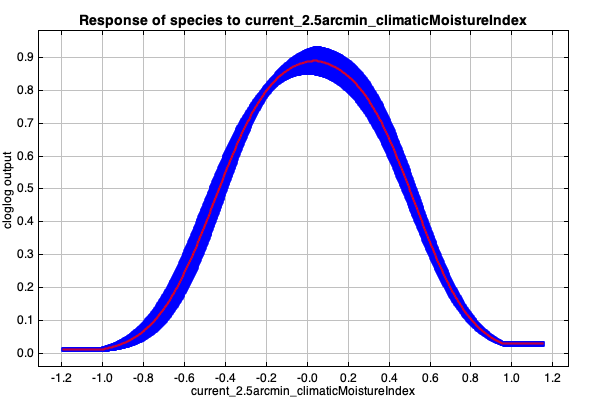 Response of species to current_2.5arcmin_climaticMoistureIndex
cloglog output
0.9
0.8
0.7
0.6
0.5
0.4
0.3
0.2
0.1
0.0
-1.2 -1.0 -0.8 -0.6 -0.4 -0.2 -0.0 0.2 0.4 0.6 0.8 1.0 1.2
current_2.5arcmin_climaticMoistureIndex